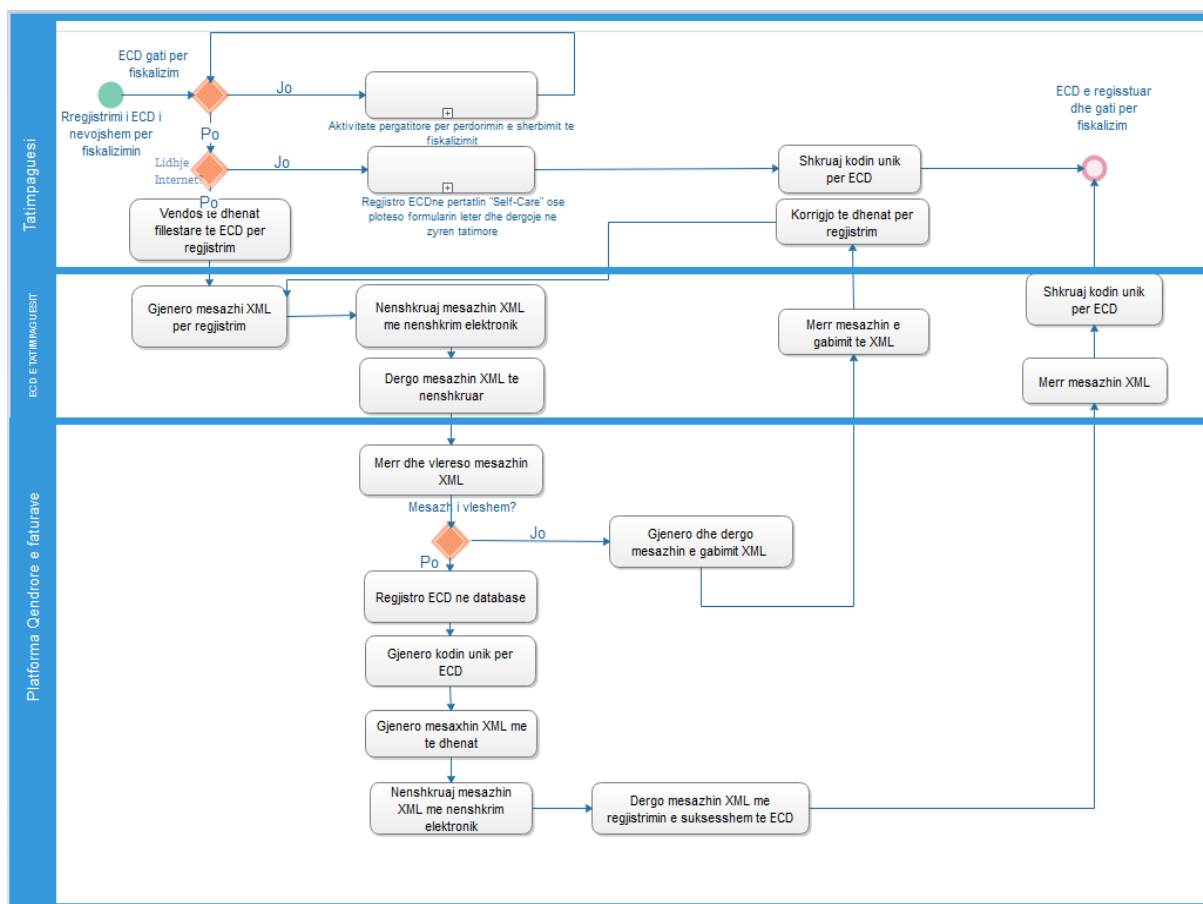 Tatimpaguesi
ECD gati per
fiskalizim
Rregjistrimi i ECD i
nevojshem per
fiskalizimin
Jo
Aktivitete pergatitore per perdorimin e sherbimit te
fiskalizimit
Po
Lidhje
Internet?
Jo
Regjistro ECDne pertatlin "Self-Care" ose
ploteso formularin leter dhe dergoje ne
zyren tatimore
Shkruaj kodin unik
per ECD
ECD e regisstuar
dhe gati per
fiskalizim
Po
Vendos te dhenat
fillestare te ECD per
regjistrim
Korrigjo te dhenat per
regjistrim
ECD E TATIMPAGUESIT
Gjenero mesazhi XML
per regjistrim
Nenshkruaj mesazhin XML
me nenshkrim elektronik
Dergo mesazhin XML te
nenshkruar
Merr mesazhin e
gabimit te XML
Shkruaj kodin unik
per ECD
Merr mesazhin XML
Platforma Qendrore e faturave
Merr dhe vlereso mesazhin
XML
Mesazh i vleshem?
Jo
Gjenero dhe dergo
mesazhin e gabimit XML
Po
Regjistro ECD ne database
Gjenero kodin unik per
ECD
Gjenero mesaxhin XML me
te dhenat
Nenshkruaj mesazhin
XML me nenshkrim
elektronik
Dergo mesazhin XML me
regjistrimin e suksesshem te ECD